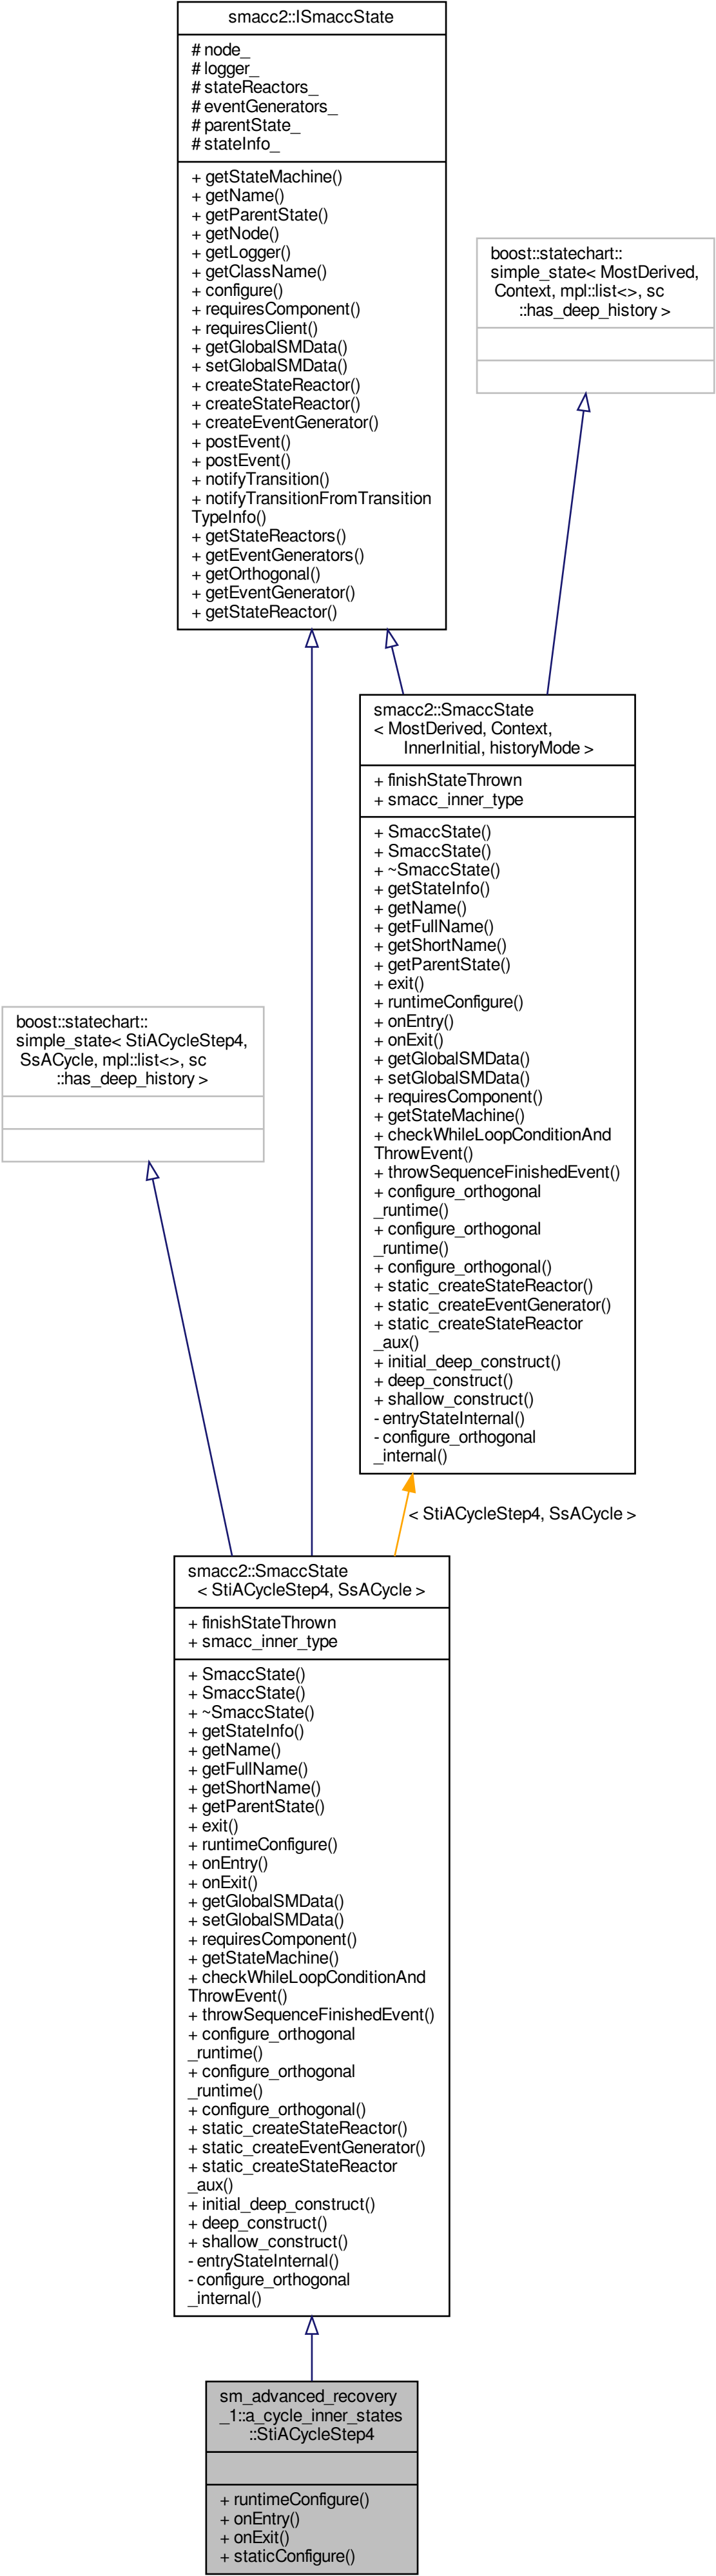 smacc2::ISmaccState
# node_
# logger_
# stateReactors_
# eventGenerators_
# parentState_
# stateInfo_
+ getStateMachine()
+ getName()
+ getParentState()
+ getNode()
+ getLogger()
+ getClassName()
+ configure()
+ requiresComponent()
+ requiresClient()
+ getGlobalSMData()
+ setGlobalSMData()
+ createStateReactor()
+ createStateReactor()
+ createEventGenerator()
+ postEvent()
+ postEvent()
+ notifyTransition()
+ notifyTransitionFromTransition
TypeInfo()
+ getStateReactors()
+ getEventGenerators()
+ getOrthogonal()
+ getEventGenerator()
+ getStateReactor()
boost::statechart::
simple_state< MostDerived,
Context, mpl::list<>, sc
::has_deep_history >
smacc2::SmaccState
< MostDerived, Context,
InnerInitial, historyMode >
+ finishStateThrown
+ smacc_inner_type
+ SmaccState()
+ SmaccState()
+ ~SmaccState()
+ getStateInfo()
+ getName()
+ getFullName()
+ getShortName()
+ getParentState()
+ exit()
+ runtimeConfigure()
+ onEntry()
+ onExit()
+ getGlobalSMData()
+ setGlobalSMData()
+ requiresComponent()
+ getStateMachine()
+ checkWhileLoopConditionAnd
ThrowEvent()
+ throwSequenceFinishedEvent()
+ configure_orthogonal
_runtime()
+ configure_orthogonal
_runtime()
+ configure_orthogonal()
+ static_createStateReactor()
+ static_createEventGenerator()
+ static_createStateReactor
_aux()
+ initial_deep_construct()
+ deep_construct()
+ shallow_construct()
- entryStateInternal()
- configure_orthogonal
_internal()
boost::statechart::
simple_state< StiACycleStep4,
SsACycle, mpl::list<>, sc
::has_deep_history >
< StiACycleStep4, SsACycle >
smacc2::SmaccState
< StiACycleStep4, SsACycle >
+ finishStateThrown
+ smacc_inner_type
+ SmaccState()
+ SmaccState()
+ ~SmaccState()
+ getStateInfo()
+ getName()
+ getFullName()
+ getShortName()
+ getParentState()
+ exit()
+ runtimeConfigure()
+ onEntry()
+ onExit()
+ getGlobalSMData()
+ setGlobalSMData()
+ requiresComponent()
+ getStateMachine()
+ checkWhileLoopConditionAnd
ThrowEvent()
+ throwSequenceFinishedEvent()
+ configure_orthogonal
_runtime()
+ configure_orthogonal
_runtime()
+ configure_orthogonal()
+ static_createStateReactor()
+ static_createEventGenerator()
+ static_createStateReactor
_aux()
+ initial_deep_construct()
+ deep_construct()
+ shallow_construct()
- entryStateInternal()
- configure_orthogonal
_internal()
sm_advanced_recovery
_1::a_cycle_inner_states
::StiACycleStep4
+ runtimeConfigure()
+ onEntry()
+ onExit()
+ staticConfigure()